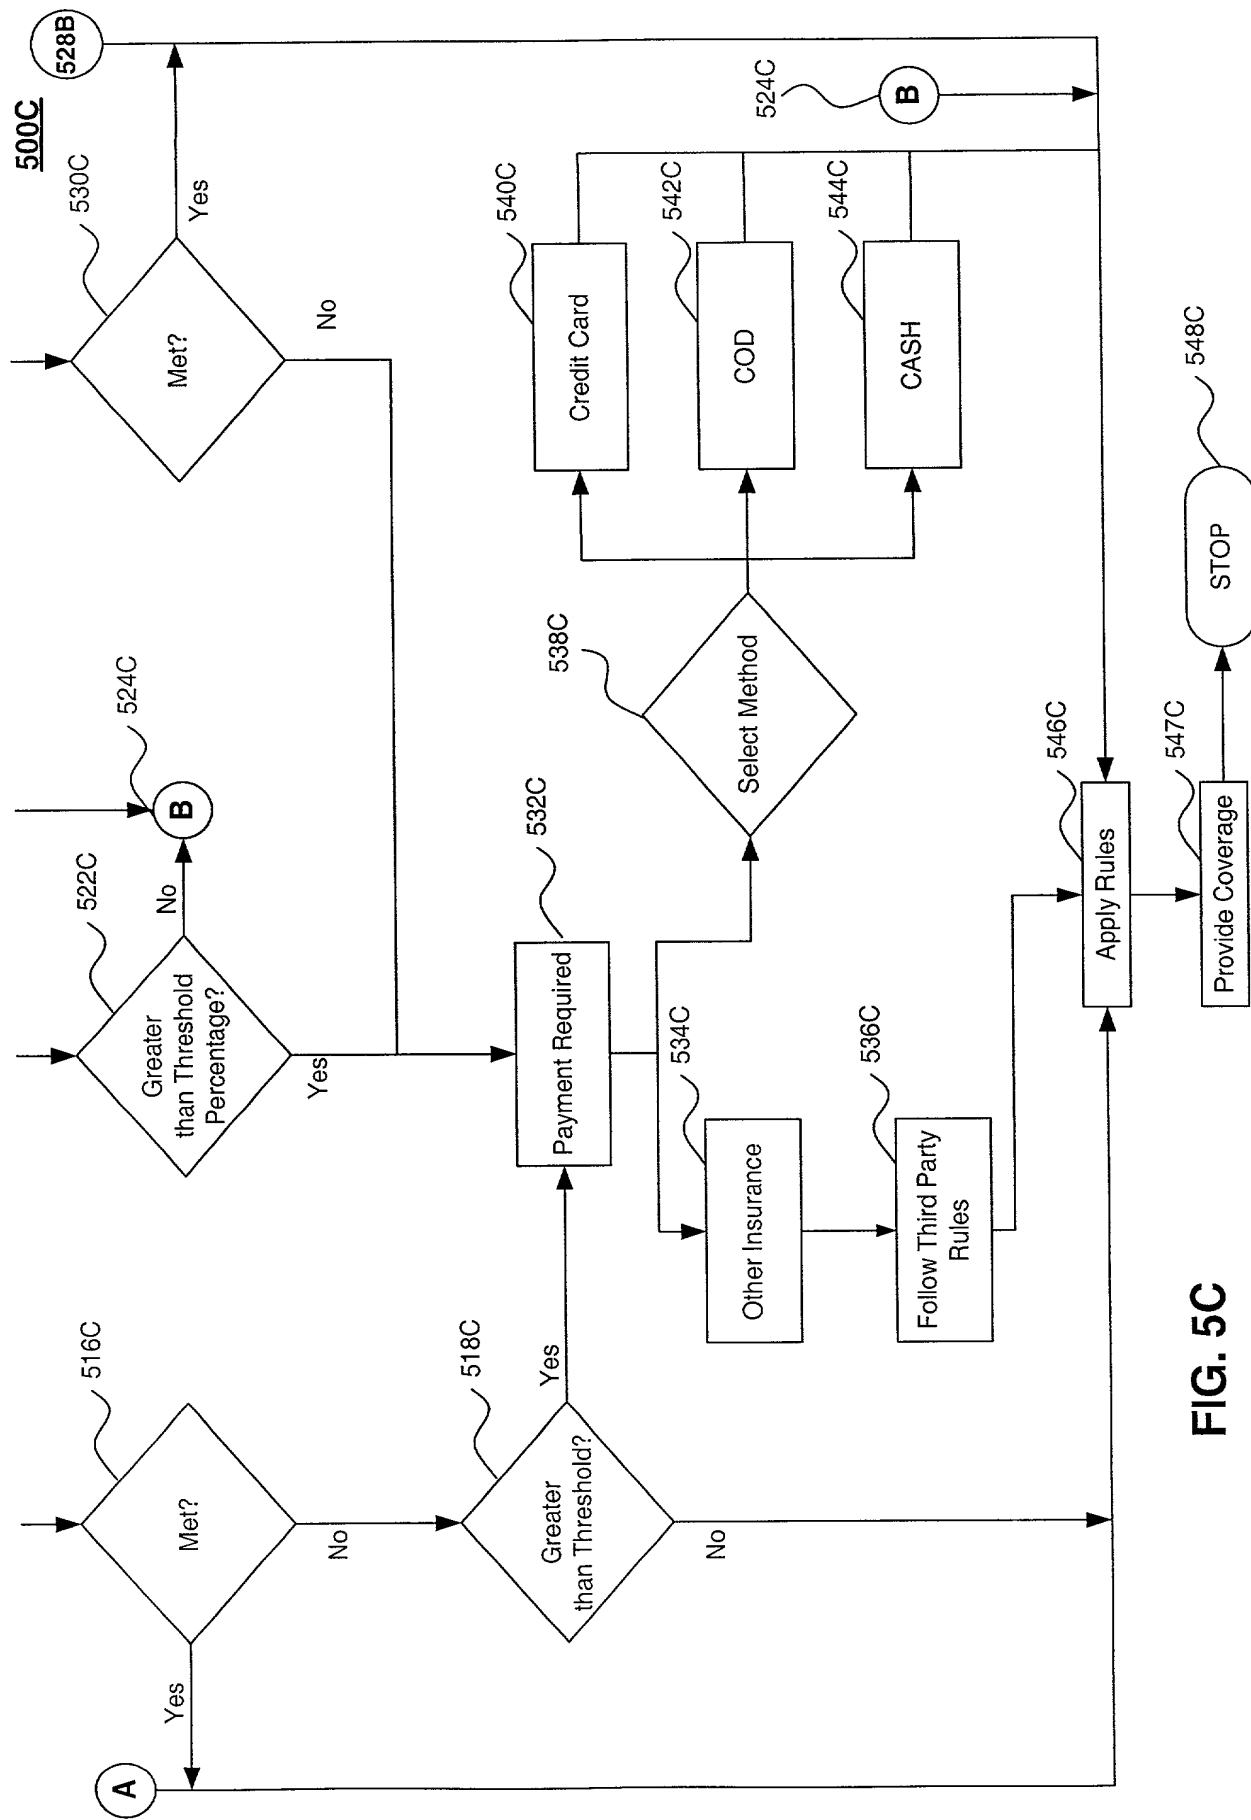 500C
A
516C
Met?
Yes
No
518C
Greater
than Threshold?
Yes
No
522C
Greater
than Threshold
Percentage?
No
Yes
524C
B
530C
Met?
Yes
No
528B
532C
Payment Required
534C
Other Insurance
536C
Follow Third Party
Rules
538C
Select Method
540C
Credit Card
542C
COD
544C
CASH
524C
B
546C
Apply Rules
547C
Provide Coverage
548C
STOP
FIG. 5C